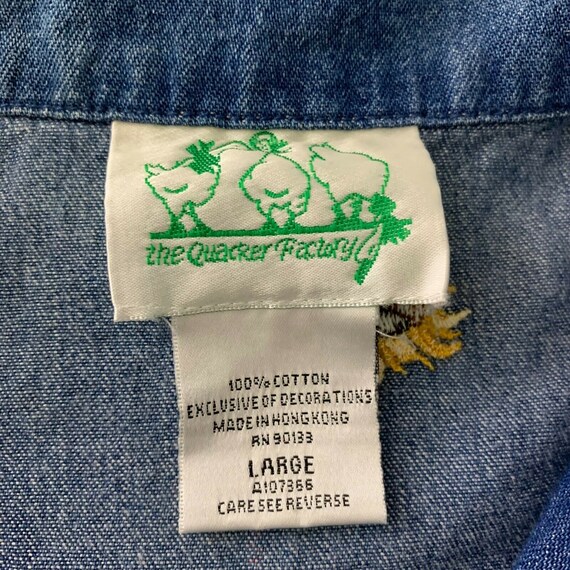 the Quacker Factory
100% COTTON
EXCLUSIVE OF DECORATIONS
MADE IN HONG KONG
RN 90133
LARGE
A107366
CARE SEE REVERSE